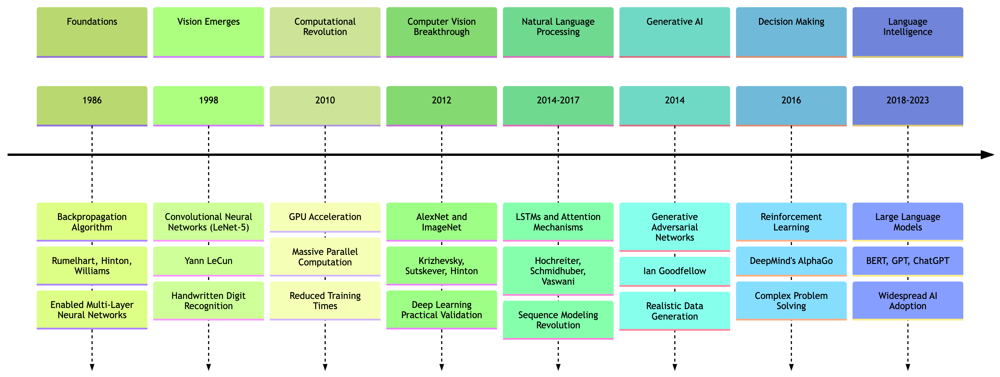 Foundations
Vision Emerges
Computational
Revolution
Computer Vision
Breakthrough
Natural Language
Processing
Generative AI
Decision Making
Language
Intelligence
1986
1998
2010
2012
2014-2017
2014
2016
2018-2023
Backpropagation
Algorithm
Rumelhart, Hinton,
Williams
Enabled Multi-Layer
Neural Networks
Convolutional Neural
Networks (LeNet-5)
Yann LeCun
Handwritten Digit
Recognition
GPU Acceleration
Massive Parallel
Computation
Reduced Training
Times
AlexNet and
ImageNet
Krizhevsky,
Sutskever, Hinton
Deep Learning
Practical Validation
LSTMs and Attention
Mechanisms
Hochreiter,
Schmidhuber,
Vaswani
Sequence Modeling
Revolution
Generative
Adversarial
Networks
Ian Goodfellow
Realistic Data
Generation
Reinforcement
Learning
DeepMind's AlphaGo
Complex Problem
Solving
Large Language
Models
BERT, GPT, ChatGPT
Widespread AI
Adoption